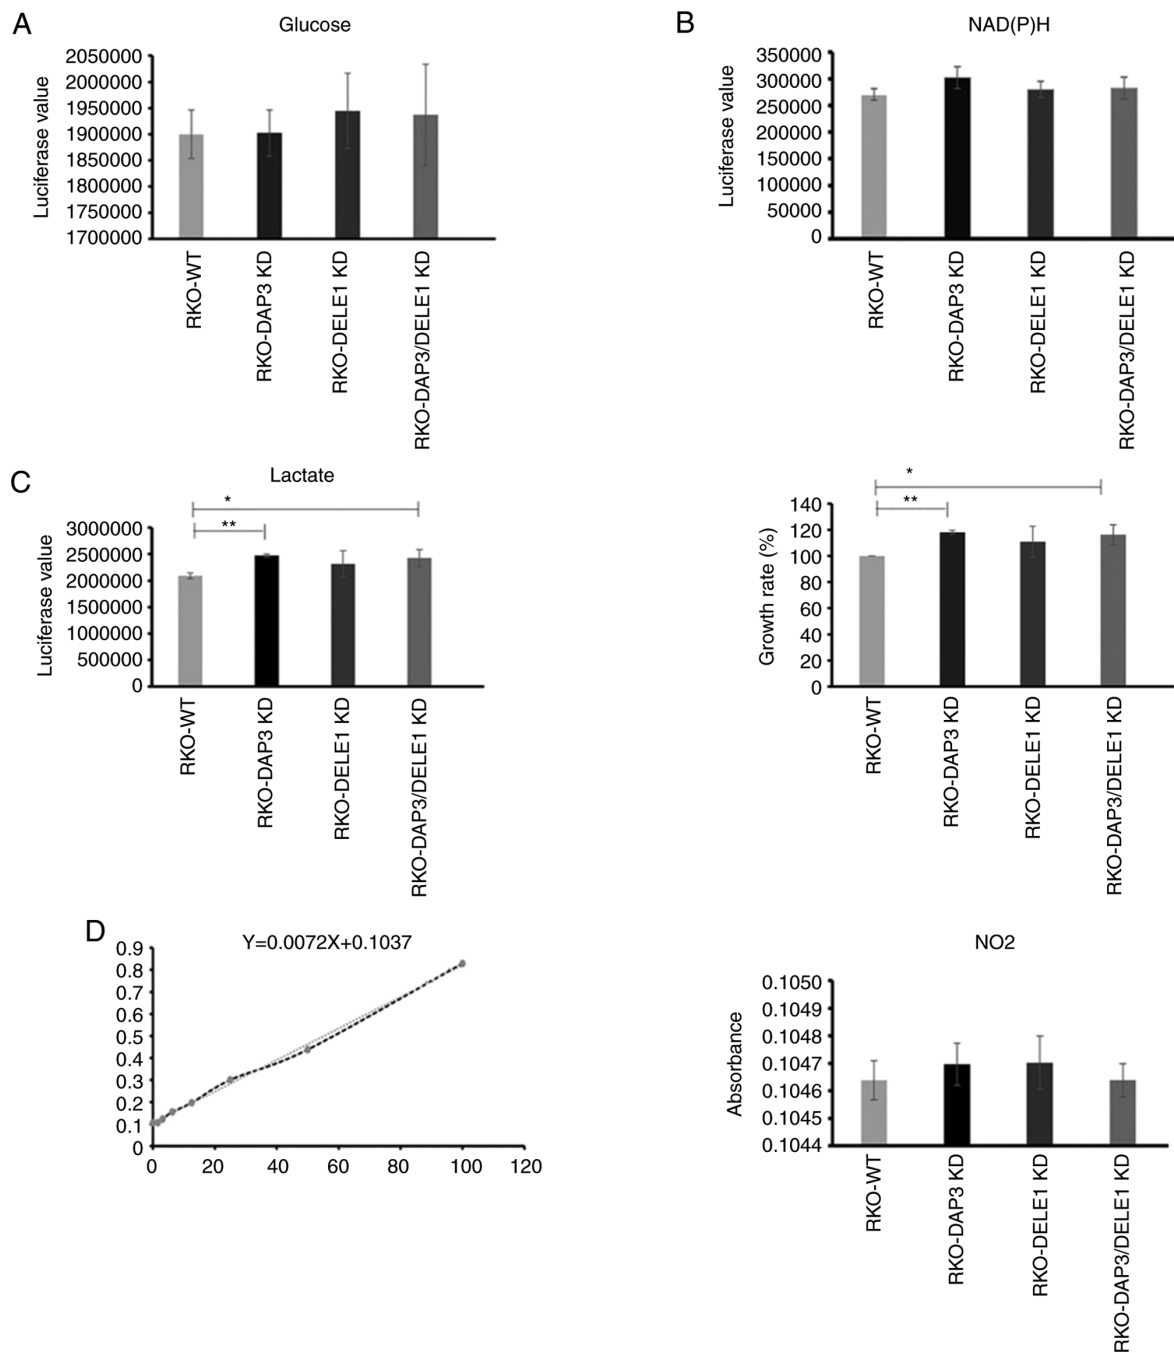 A
Glucose
Luciferase value
2050000
2000000
1950000
1900000
1850000
1800000
1750000
1700000
RKO-WT
RKO-DAP3 KD
RKO-DELE1 KD
RKO-DAP3/DELE1 KD
B
NAD(P)H
Luciferase value
350000
300000
250000
200000
150000
100000
50000
0
RKO-WT
RKO-DAP3 KD
RKO-DELE1 KD
RKO-DAP3/DELE1 KD
C
Lactate
*
**
Luciferase value
3000000
2500000
2000000
1500000
1000000
500000
0
RKO-WT
RKO-DAP3 KD
RKO-DELE1 KD
RKO-DAP3/DELE1 KD
*
**
Growth rate (%)
140
120
100
80
60
40
20
0
RKO-WT
RKO-DAP3 KD
RKO-DELE1 KD
RKO-DAP3/DELE1 KD
D
Y=0.0072X+0.1037
0.9
0.8
0.7
0.6
0.5
0.4
0.3
0.2
0.1
0
0 20 40 60 80 100 120
NO2
Absorbance
0.1050
0.1049
0.1048
0.1047
0.1046
0.1045
0.1044
RKO-WT
RKO-DAP3 KD
RKO-DELE1 KD
RKO-DAP3/DELE1 KD